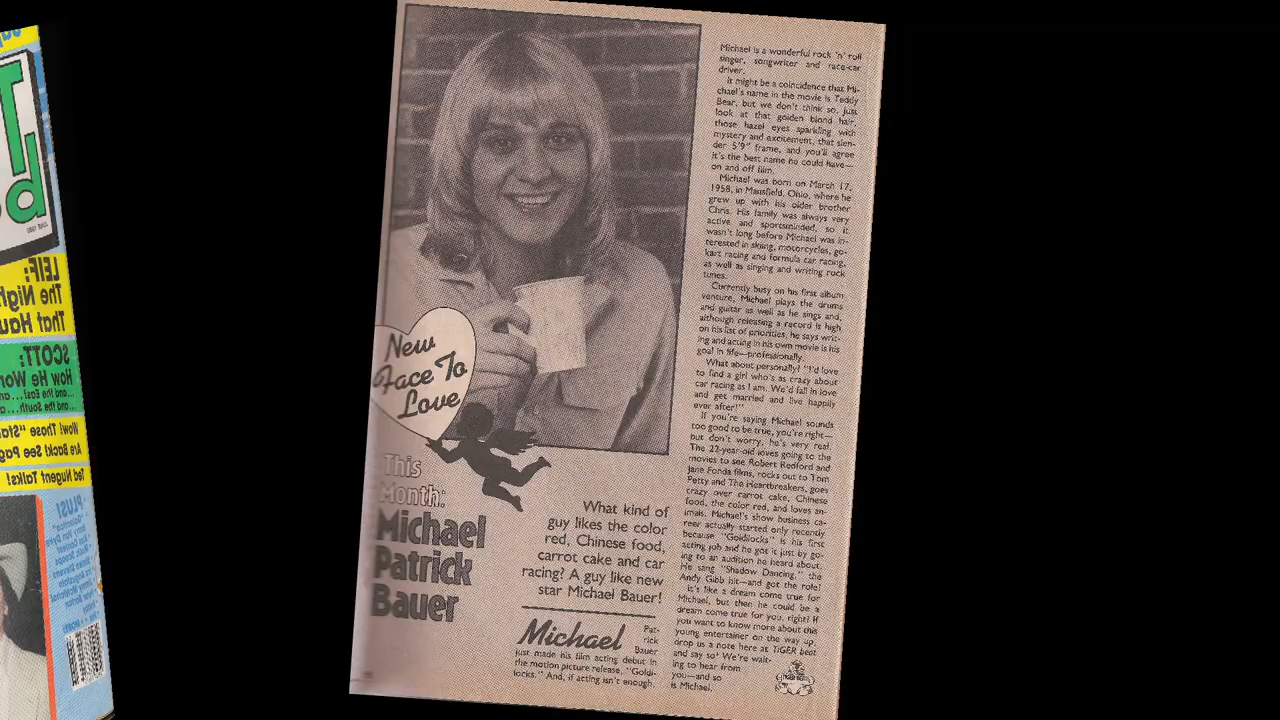 New
Face To
Love
This
Month:
Michael
Patrick
Bauer
What kind of
guy likes the color
red, Chinese food,
carrot cake and car
racing? A guy like new
star Michael Bauer!
Michael Pat-
rick
Bauer
just made his film acting debut in
the motion picture release, "Goldi-
locks." And, if acting isn't enough,
Michael is a wonderful rock 'n' roll
singer, songwriter and race-car
driver.
It might be a coincidence that Mi-
chael's name in the movie is Teddy
Bear, but we don't think so. Just
look at that golden blond hair,
those hazel eyes sparkling with
mystery and excitement, that slen-
der 5'9" frame, and you'll agree
it's the best name he could have—
on and off film.
Michael was born on March 17,
1958, in Mansfield, Ohio, where he
grew up with his older brother
Chris. His family was always very
active and sportsminded, so it
wasn't long before Michael was in-
terested in skiing, motorcycles, go-
kart racing and formula car racing,
as well as singing and writing rock
tunes.
Currently busy on his first album
venture, Michael plays the drums
and guitar as well as he sings and,
although releasing a record is high
on his list of priorities, he says writ-
ing and acting in his own movie is his
goal in life—professionally.
What about personally? "I'd love
to find a girl who's as crazy about
car racing as I am. We'd fall in love
and get married and live happily
ever after!"
If you're saying Michael sounds
too good to be true, you're right—
but don't worry, he's very real.
The 22-year-old loves going to the
movies to see Robert Redford and
Jane Fonda films, rocks out to Tom
Petty and The Heartbreakers, goes
crazy over carrot cake, Chinese
food, the color red, and loves an-
imals. Michael's show business ca-
reer actually started only recently
because "Goldilocks" is his first
acting job and he got it just by go-
ing to an audition he heard about.
He sang "Shadow Dancing," the
Andy Gibb hit—and got the role!
It's like a dream come true for
Michael, but then he could be a
dream come true for you, right? If
you want to know more about this
young entertainer on the way up,
drop us a note here at TIGER BEAT
and say so! We're wait-
ing to hear from
you—and so
is Michael.
LEIF:
The Nigh
That Hau
SCOTT:
How He Wor
...and the East ...a
...and the South ...a
Wow! Those "Sta
Are Back! See Pag
Ted Nugent Talks!
PLUS!